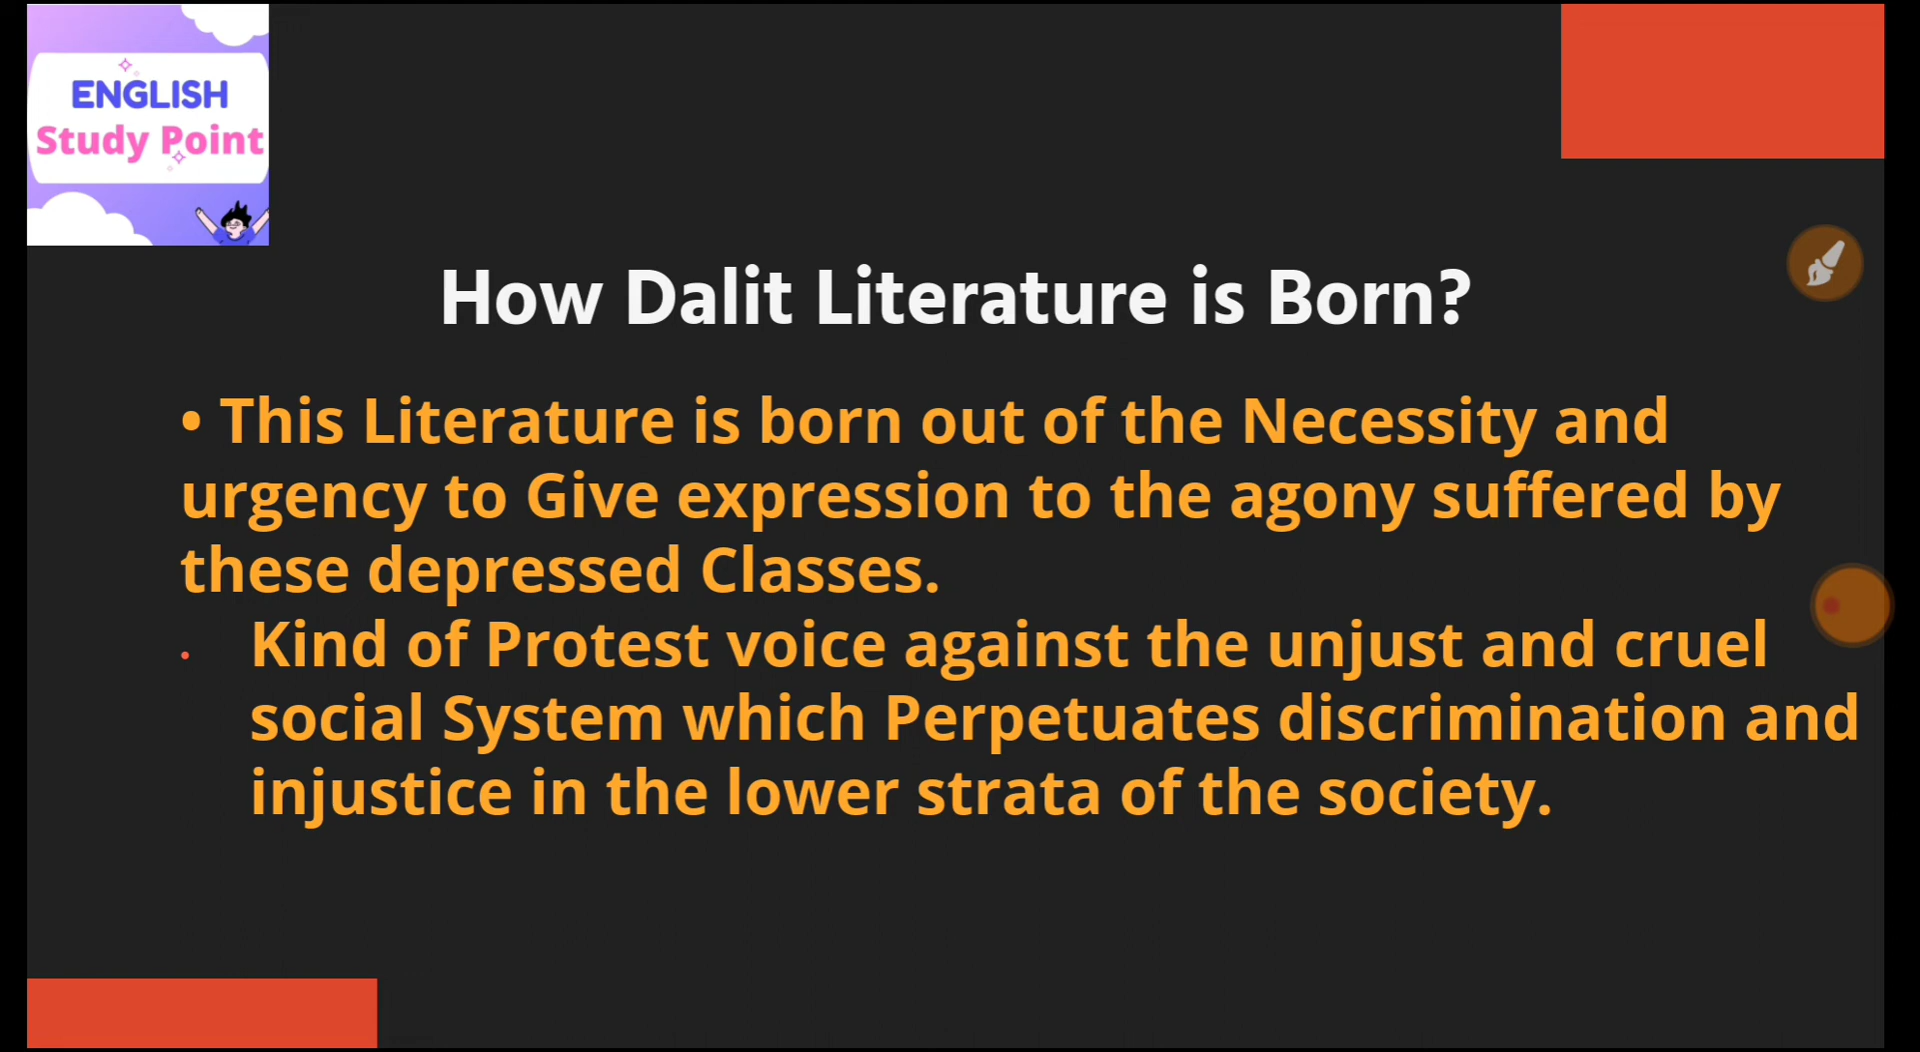 ENGLISH
Study Point
How Dalit Literature is Born?
• This Literature is born out of the Necessity and
urgency to Give expression to the agony suffered by
these depressed Classes.
• Kind of Protest voice against the unjust and cruel
social System which Perpetuates discrimination and
injustice in the lower strata of the society.